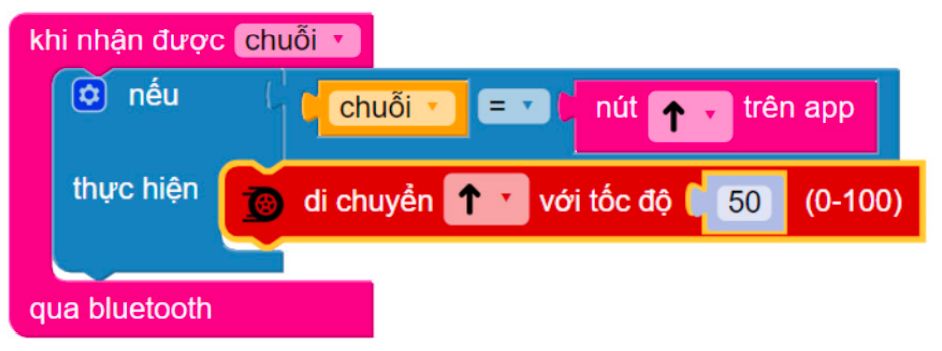 khi nhận được chuỗi
nếu chuỗi = nút ↑ trên app
thực hiện di chuyển ↑ với tốc độ 50 (0-100)
qua bluetooth